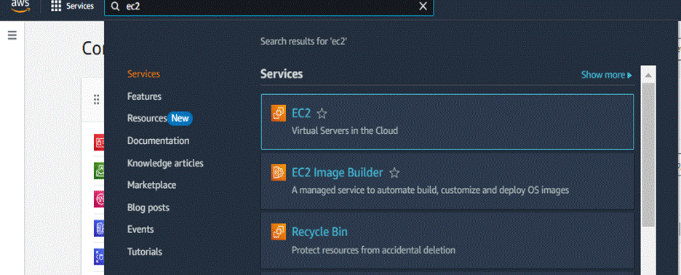 aws
Services
ec2
Search results for 'ec2'
Services
Features
Resources New
Documentation
Knowledge articles
Marketplace
Blog posts
Events
Tutorials
Services
Show more
EC2
Virtual Servers in the Cloud
EC2 Image Builder
A managed service to automate build, customize and deploy OS images
Recycle Bin
Protect resources from accidental deletion